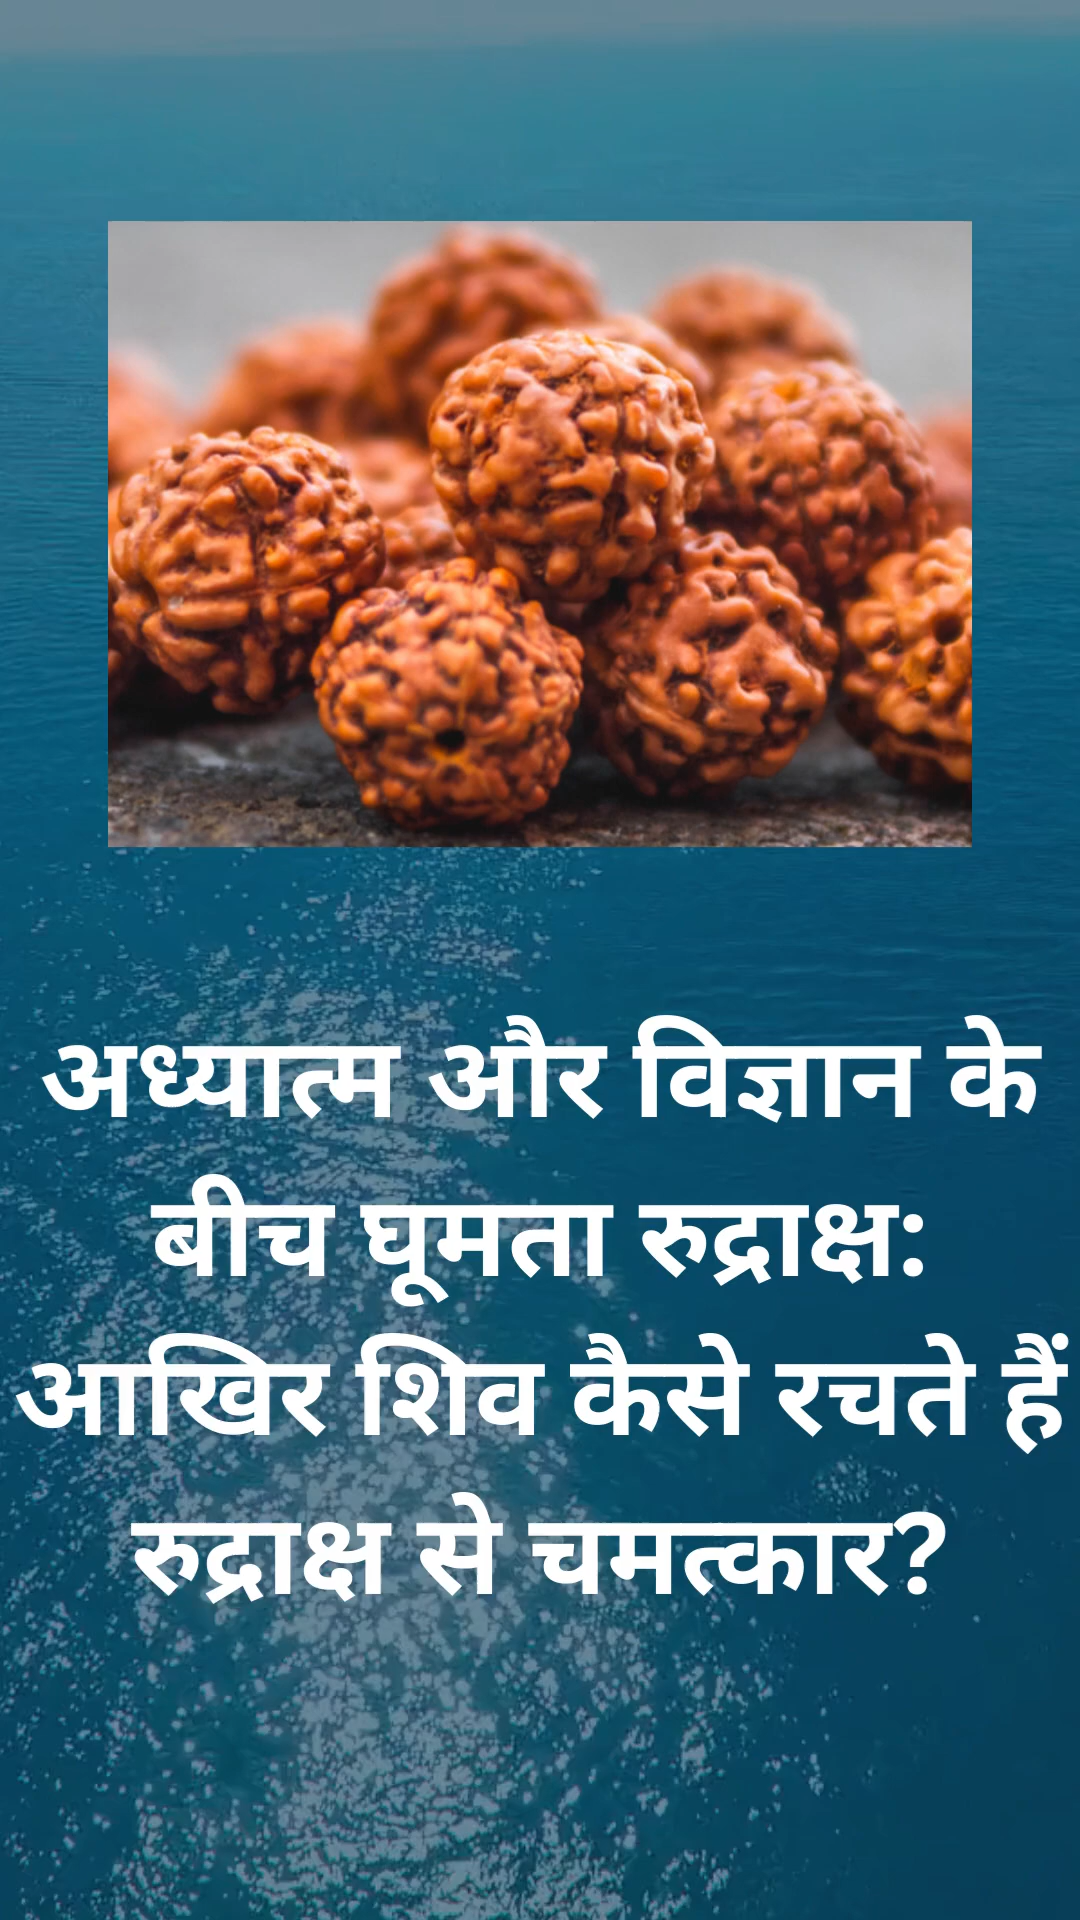 अध्यात्म और विज्ञान के
बीच घूमता रुद्राक्ष:
आखिर शिव कैसे रचते हैं
रुद्राक्ष से चमत्कार?